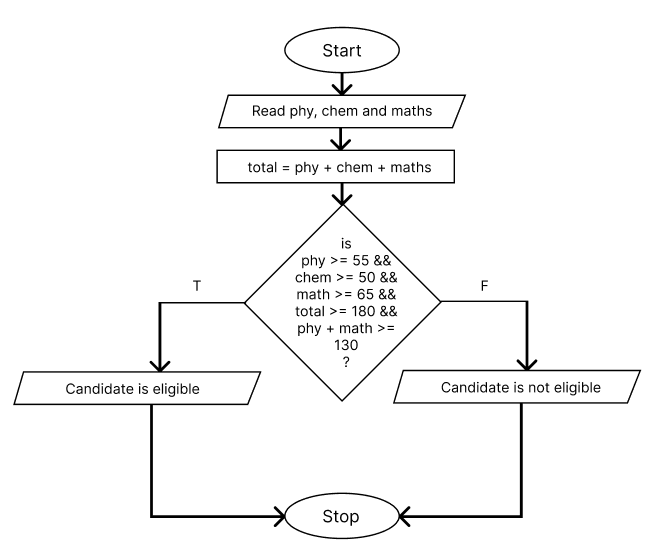 Start
Read phy, chem and maths
total = phy + chem + maths
is
phy >= 55 &&
chem >= 50 &&
math >= 65 &&
total >= 180 &&
phy + math >=
130
?
T
F
Candidate is eligible
Candidate is not eligible
Stop